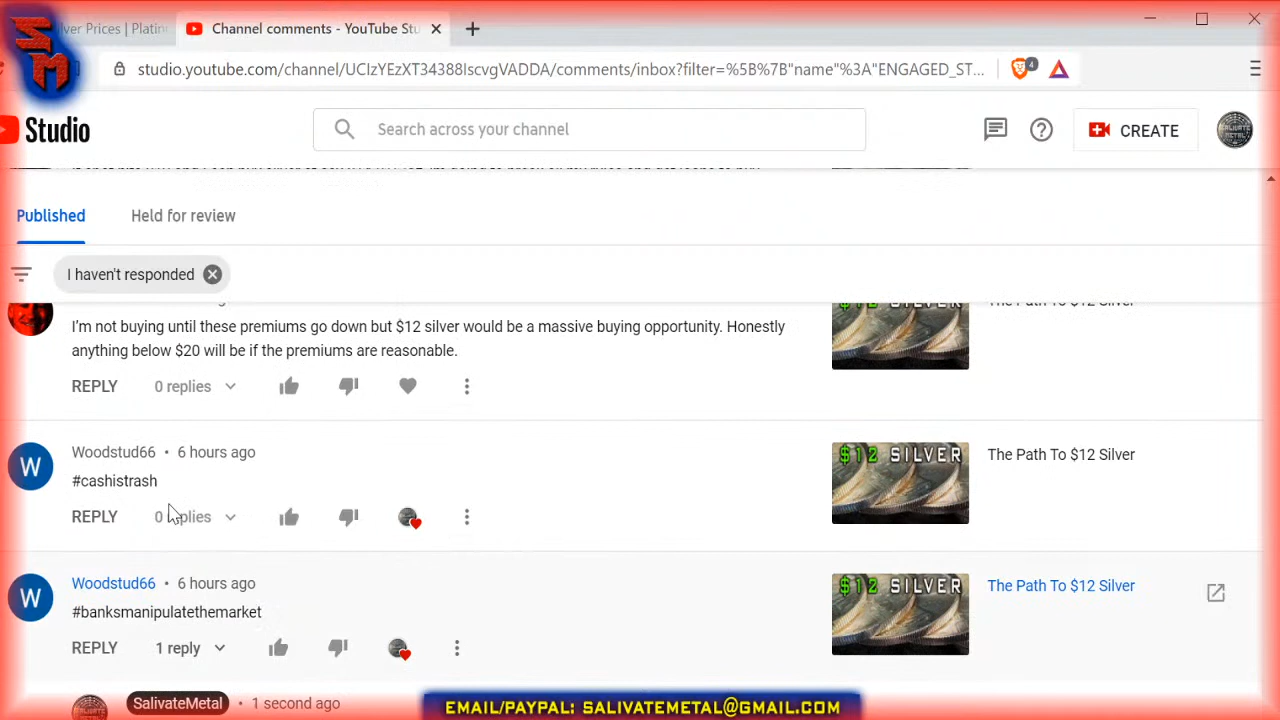 SM
lver Prices | Platin
Channel comments - YouTube Stu
studio.youtube.com/channel/UClzYEzXT34388IscvgVADDA/comments/inbox?filter=%5B%7B"name"%3A"ENGAGED_ST...
4
Studio
Search across your channel
CREATE
Published
Held for review
I haven't responded
The Path To $12 Silver
I'm not buying until these premiums go down but $12 silver would be a massive buying opportunity. Honestly
anything below $20 will be if the premiums are reasonable.
REPLY
0 replies
Woodstud66 • 6 hours ago
#cashistrash
REPLY
0 replies
$12 SILVER
The Path To $12 Silver
Woodstud66 • 6 hours ago
#banksmanipulatethemarket
REPLY
1 reply
$12 SILVER
The Path To $12 Silver
SalivateMetal • 1 second ago
EMAIL/PAYPAL: SALIVATEMETAL@GMAIL.COM